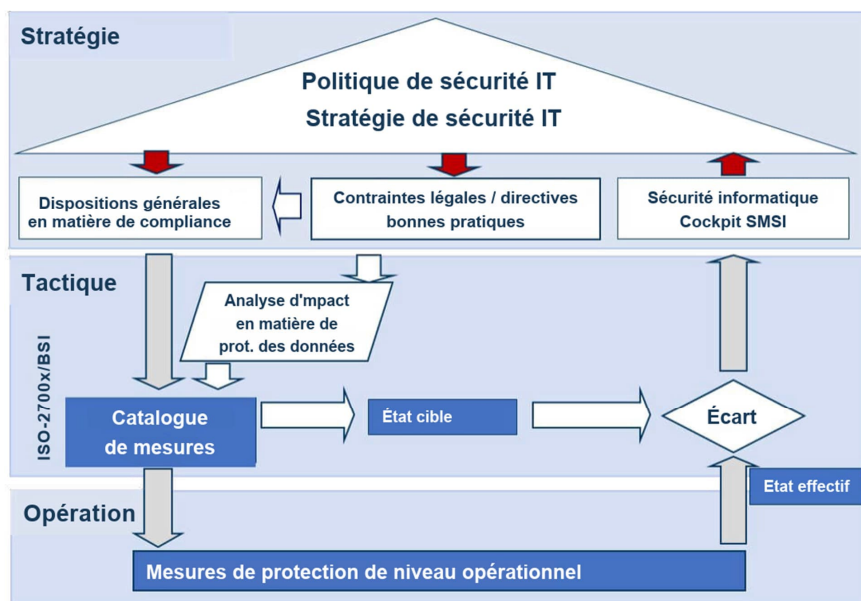 Stratégie
Politique de sécurité IT
Stratégie de sécurité IT
Dispositions générales
en matière de compliance
Contraintes légales / directives
bonnes pratiques
Sécurité informatique
Cockpit SMSI
Tactique
ISO-2700x/BSI
Analyse d'mpact
en matière de
prot. des données
Catalogue
de mesures
État cible
Écart
Etat effectif
Opération
Mesures de protection de niveau opérationnel